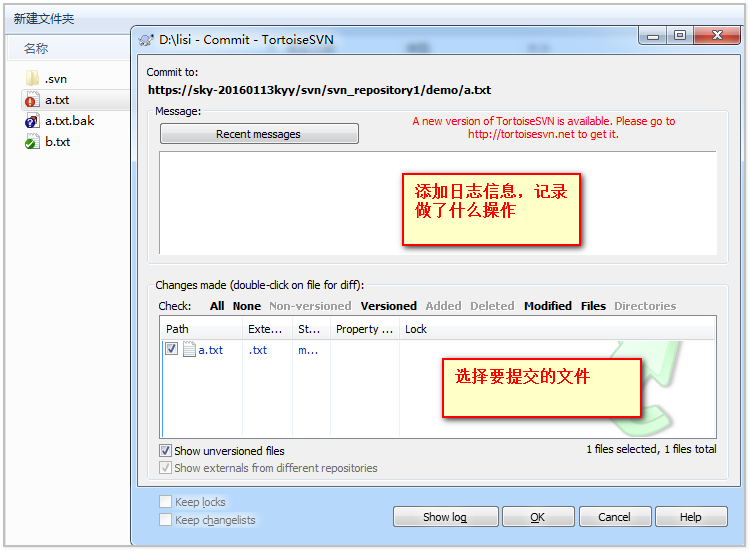 新建文件夹
名称
.svn
a.txt
a.txt.bak
b.txt
D:\lisi - Commit - TortoiseSVN
Commit to:
https://sky-20160113kyy/svn/svn_repository1/demo/a.txt
Message:
Recent messages
A new version of TortoiseSVN is available. Please go to
http://tortoisesvn.net to get it.
添加日志信息，记录
做了什么操作
Changes made (double-click on file for diff):
Check: All None Non-versioned Versioned Added Deleted Modified Files Directories
Path Exte... St... Property ... Lock
a.txt .txt m...
选择要提交的文件
Show unversioned files
1 files selected, 1 files total
Show externals from different repositories
Keep locks
Keep changelists
Show log OK Cancel Help